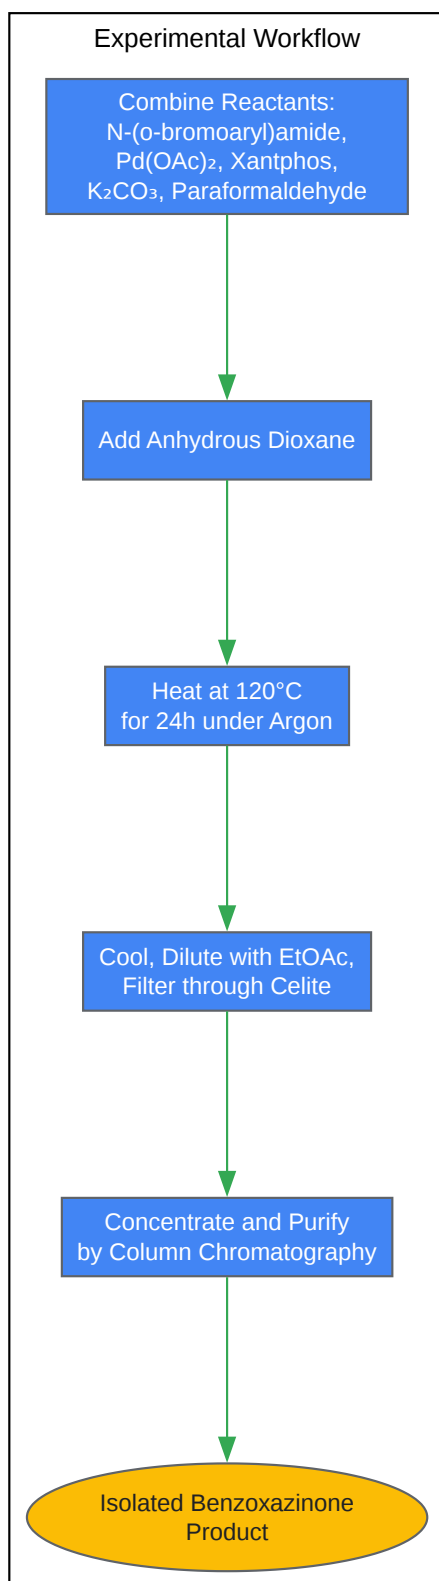 Experimental Workflow
Combine Reactants:
N-(o-bromoaryl)amide,
Pd(OAc)₂, Xantphos,
K₂CO₃, Paraformaldehyde
Add Anhydrous Dioxane
Heat at 120°C
for 24h under Argon
Cool, Dilute with EtOAc,
Filter through Celite
Concentrate and Purify
by Column Chromatography
Isolated Benzoxazinone
Product